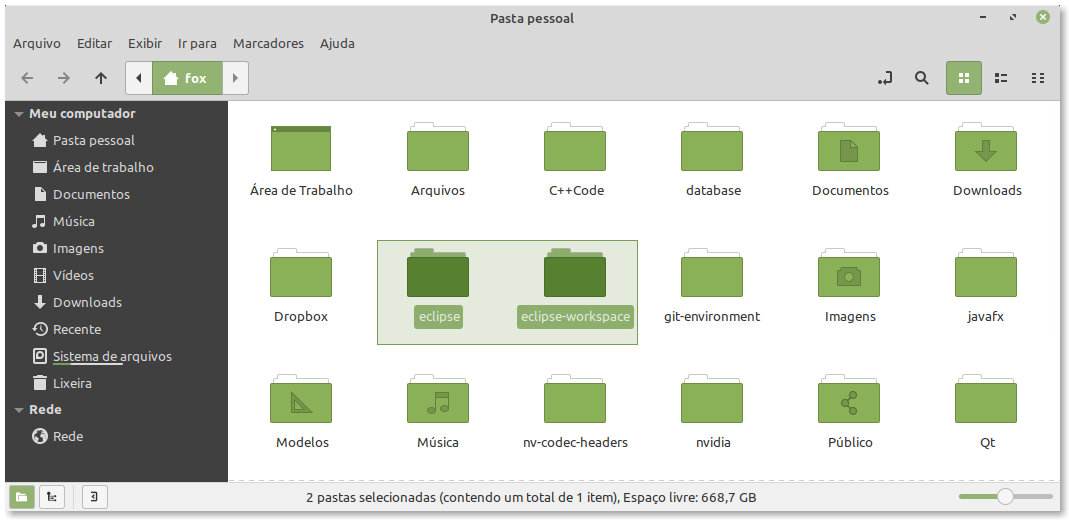 Pasta pessoal
Arquivo Editar Exibir Ir para Marcadores Ajuda
fox
Meu computador
Pasta pessoal
Área de trabalho
Documentos
Música
Imagens
Vídeos
Downloads
Recente
Sistema de arquivos
Lixeira
Rede
Rede
Área de Trabalho Arquivos C++Code database Documentos Downloads
Dropbox eclipse eclipse-workspace git-environment Imagens javafx
Modelos Música nv-codec-headers nvidia Público Qt
2 pastas selecionadas (contendo um total de 1 item), Espaço livre: 668,7 GB